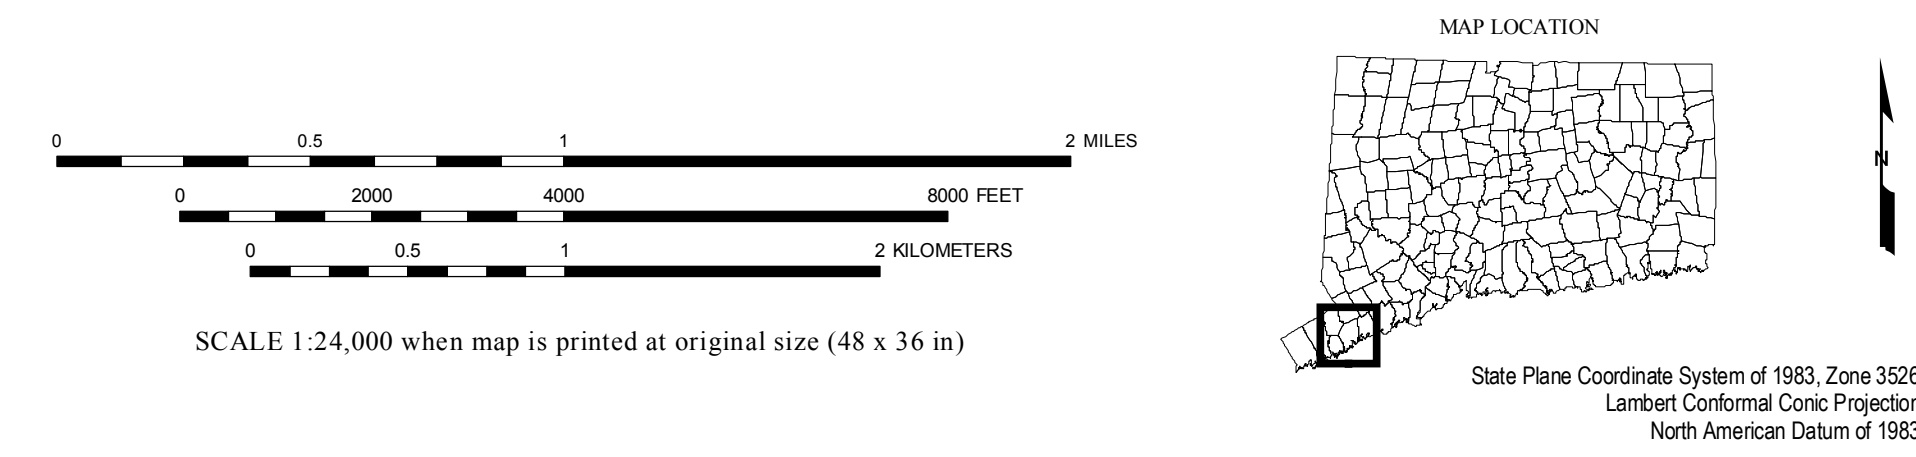 MAP LOCATION
0 0.5 1 2 MILES
0 2000 4000 8000 FEET
0 0.5 1 2 KILOMETERS
SCALE 1:24,000 when map is printed at original size (48 x 36 in)
N
State Plane Coordinate System of 1983, Zone 3526
Lambert Conformal Conic Projection
North American Datum of 1983